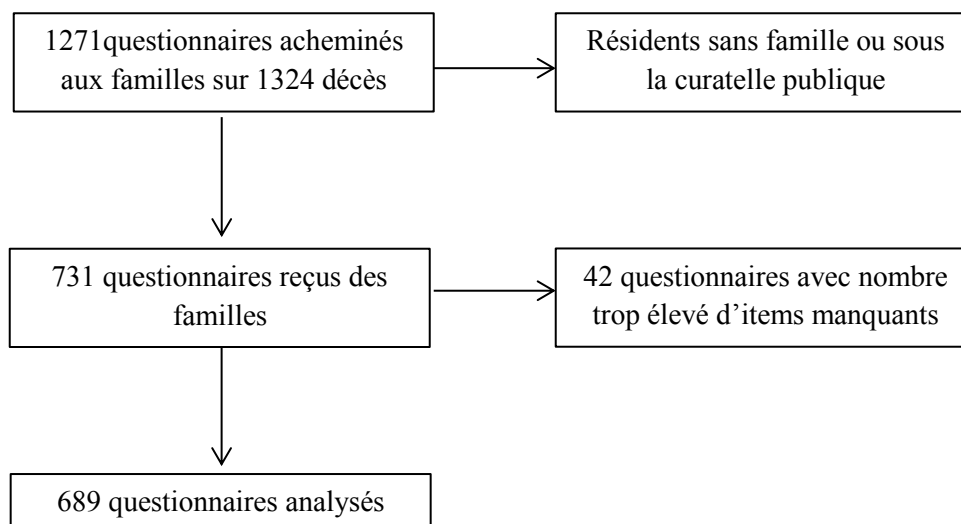 1271questionnaires acheminés
aux familles sur 1324 décès
Résidents sans famille ou sous
la curatelle publique
731 questionnaires reçus des
familles
42 questionnaires avec nombre
trop élevé d’items manquants
689 questionnaires analysés